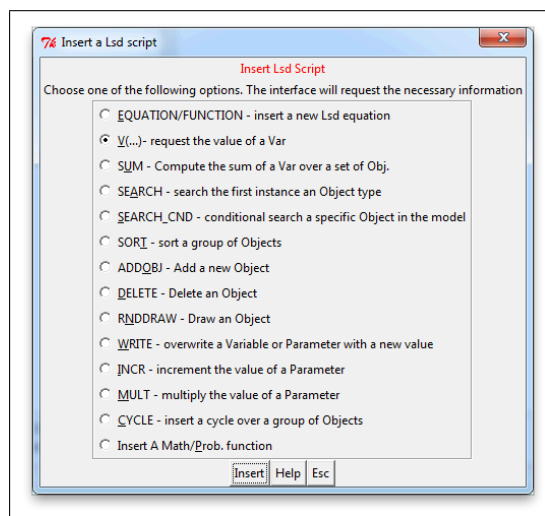 Insert a Lsd script
Insert Lsd Script
Choose one of the following options. The interface will request the necessary information
EQUATION/FUNCTION - insert a new Lsd equation
V(...)- request the value of a Var
SUM - Compute the sum of a Var over a set of Obj.
SEARCH - search the first instance an Object type
SEARCH_CND - conditional search a specific Object in the model
SORT - sort a group of Objects
ADDOBJ - Add a new Object
DELETE - Delete an Object
RNDDRAW - Draw an Object
WRITE - overwrite a Variable or Parameter with a new value
INCR - increment the value of a Parameter
MULT - multiply the value of a Parameter
CYCLE - insert a cycle over a group of Objects
Insert A Math/Prob. function
Insert Help Esc